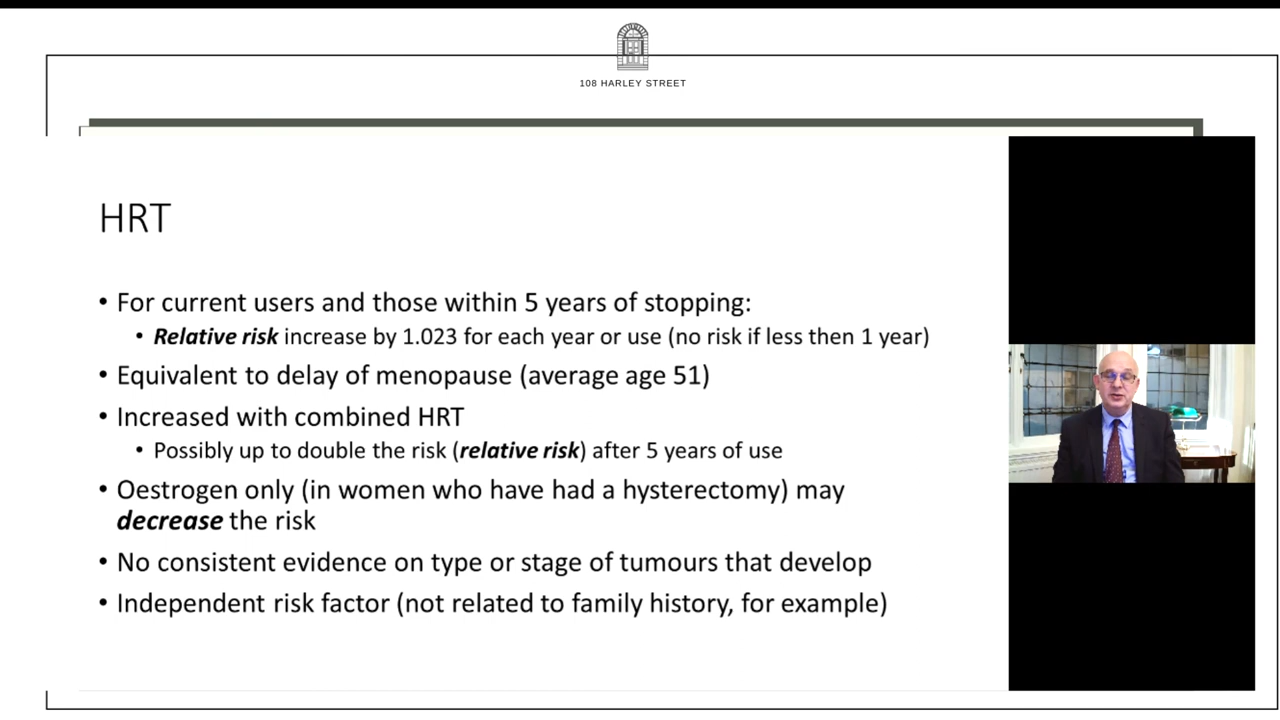 108 HARLEY STREET
HRT
• For current users and those within 5 years of stopping:
• Relative risk increase by 1.023 for each year or use (no risk if less then 1 year)
• Equivalent to delay of menopause (average age 51)
• Increased with combined HRT
• Possibly up to double the risk (relative risk) after 5 years of use
• Oestrogen only (in women who have had a hysterectomy) may
decrease the risk
• No consistent evidence on type or stage of tumours that develop
• Independent risk factor (not related to family history, for example)